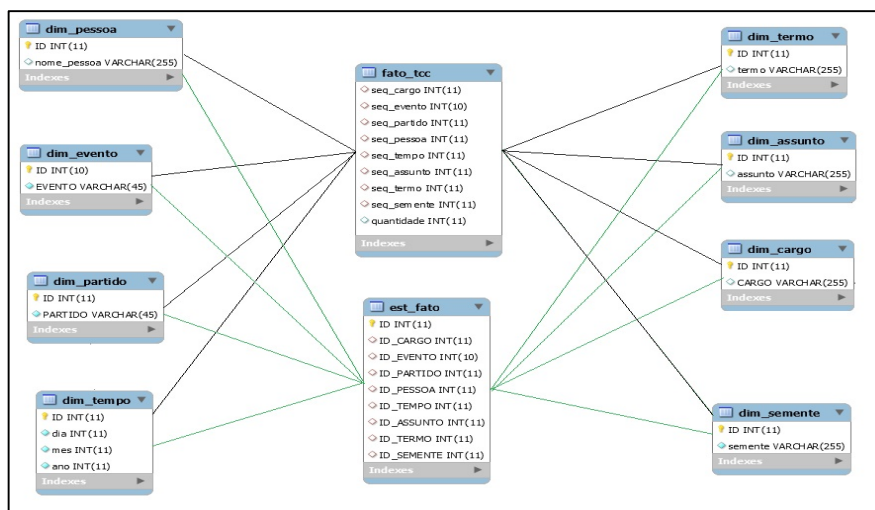 dim_pessoa
ID INT(11)
nome_pessoa VARCHAR(255)
Indexes
dim_evento
ID INT(10)
EVENTO VARCHAR(45)
Indexes
dim_partido
ID INT(11)
PARTIDO VARCHAR(45)
Indexes
dim_tempo
ID INT(11)
dia INT(11)
mes INT(11)
ano INT(11)
Indexes
fato_tcc
seq_cargo INT(11)
seq_evento INT(10)
seq_partido INT(11)
seq_pessoa INT(11)
seq_tempo INT(11)
seq_assunto INT(11)
seq_termo INT(11)
seq_semente INT(11)
quantidade INT(11)
Indexes
est_fato
ID INT(11)
ID_CARGO INT(11)
ID_EVENTO INT(10)
ID_PARTIDO INT(11)
ID_PESSOA INT(11)
ID_TEMPO INT(11)
ID_ASSUNTO INT(11)
ID_TERMO INT(11)
ID_SEMENTE INT(11)
Indexes
dim_termo
ID INT(11)
termo VARCHAR(255)
Indexes
dim_assunto
ID INT(11)
assunto VARCHAR(255)
Indexes
dim_cargo
ID INT(11)
CARGO VARCHAR(255)
Indexes
dim_semente
ID INT(11)
semente VARCHAR(255)
Indexes